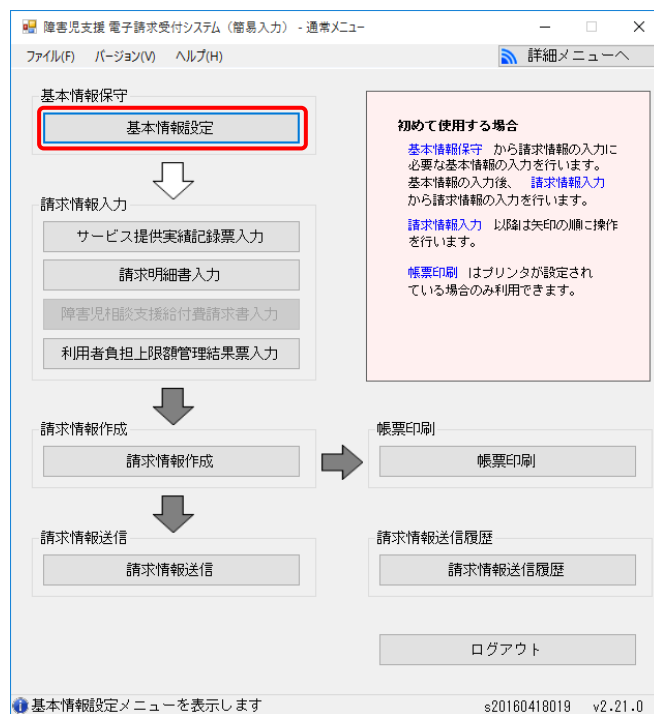 障害児支援 電子請求受付システム（簡易入力） - 通常メニュー
ファイル(F) バージョン(V) ヘルプ(H)
詳細メニューへ
基本情報保守
基本情報設定
請求情報入力
サービス提供実績記録票入力
請求明細書入力
障害児相談支援給付費請求書入力
利用者負担上限額管理結果票入力
初めて使用する場合
基本情報保守 から請求情報の入力に
必要な基本情報の入力を行います。
基本情報の入力後、 請求情報入力
から請求情報の入力を行います。
請求情報入力 以降は矢印の順に操作
を行います。
帳票印刷 はプリンタが設定され
ている場合のみ利用できます。
請求情報作成
請求情報作成
帳票印刷
帳票印刷
請求情報送信
請求情報送信
請求情報送信履歴
請求情報送信履歴
ログアウト
基本情報設定メニューを表示します
s20160418019 v2.21.0